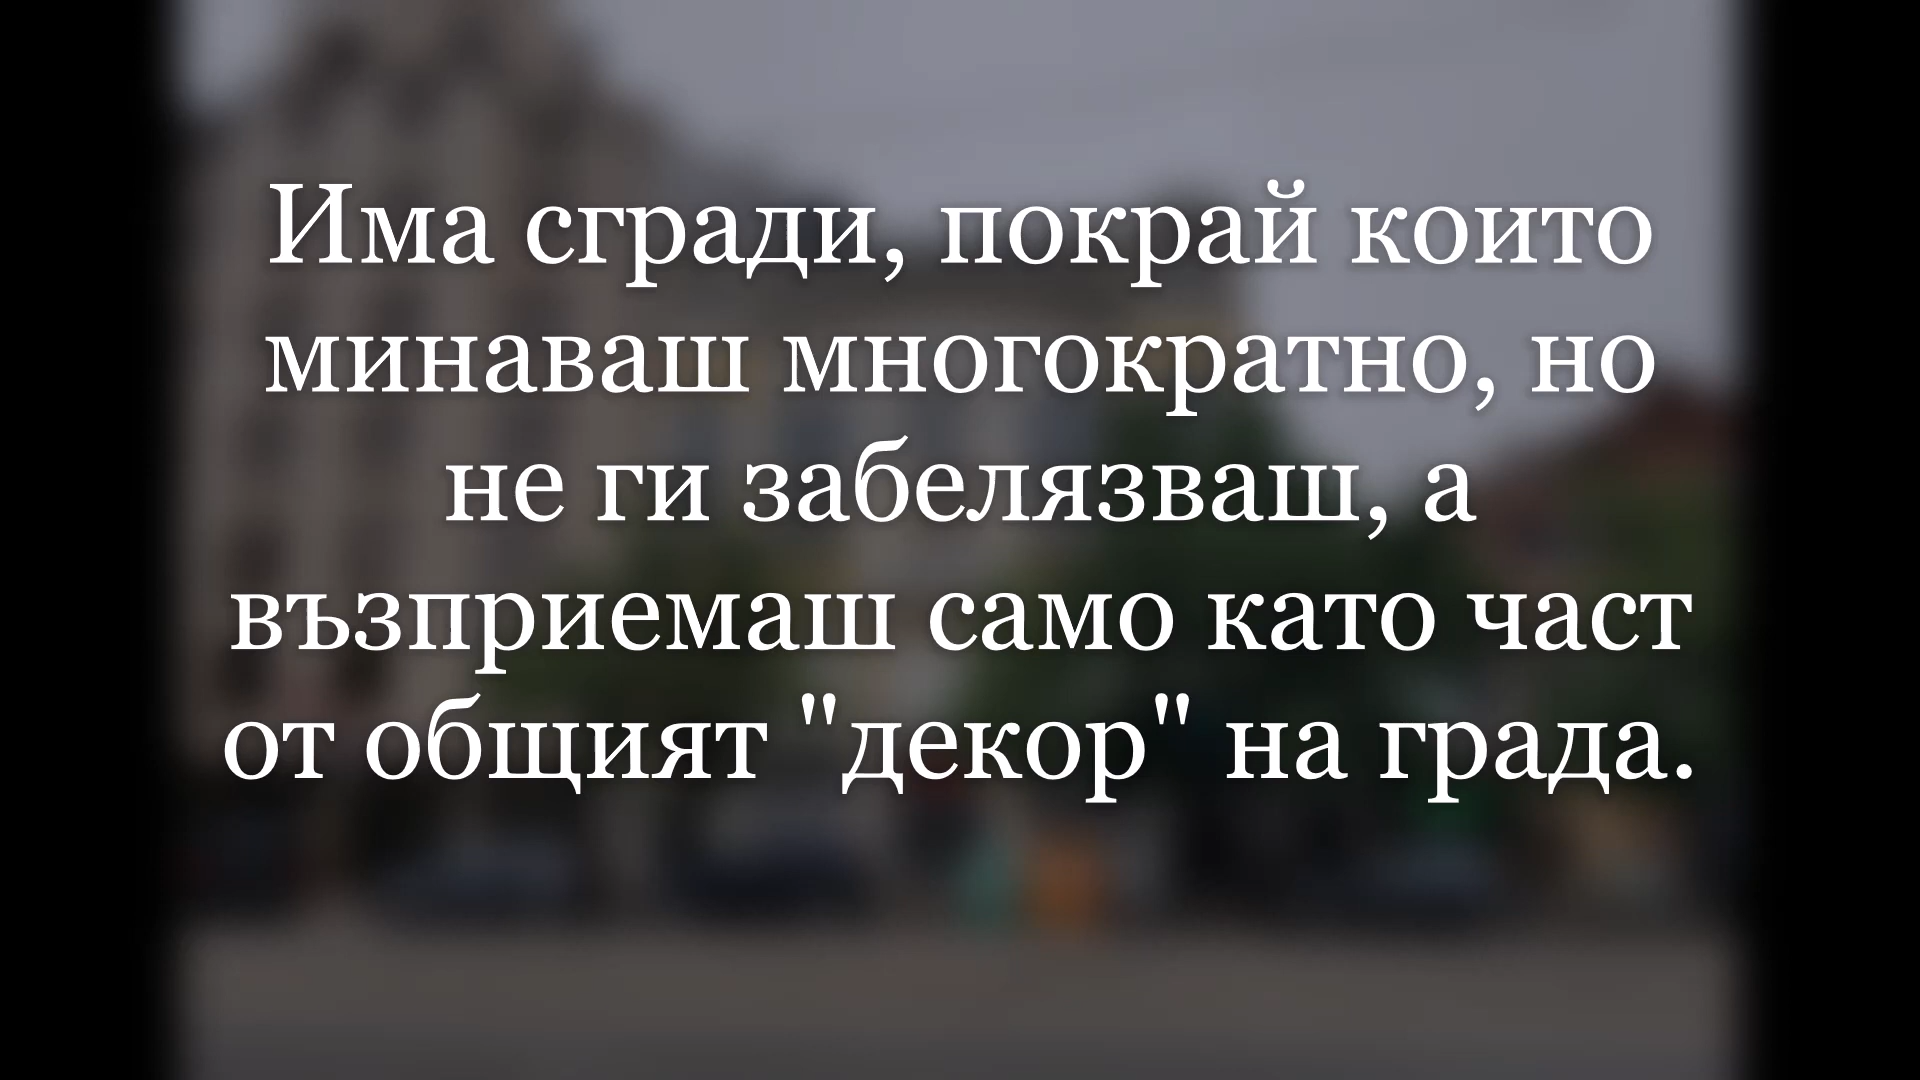 Има сгради, покрай които
минаваш многократно, но
не ги забелязваш, а
възприемаш само като част
от общият "декор" на града.